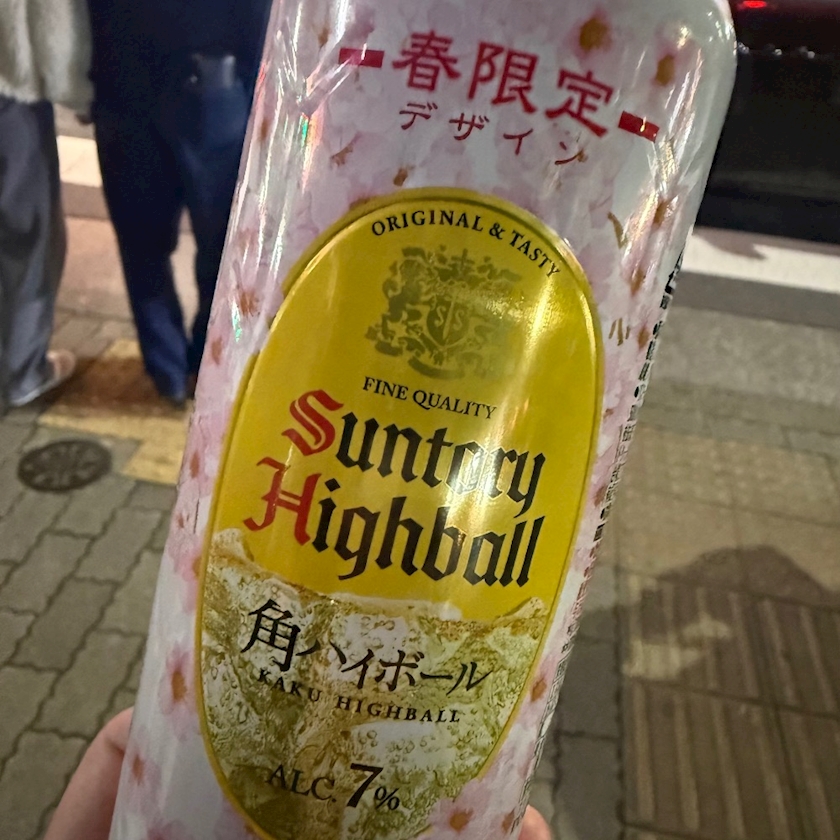 春限定
デザイン
ORIGINAL & TASTY
FINE QUALITY
Suntory
Highball
角ハイボール
KAKU HIGHBALL
ALC. 7%